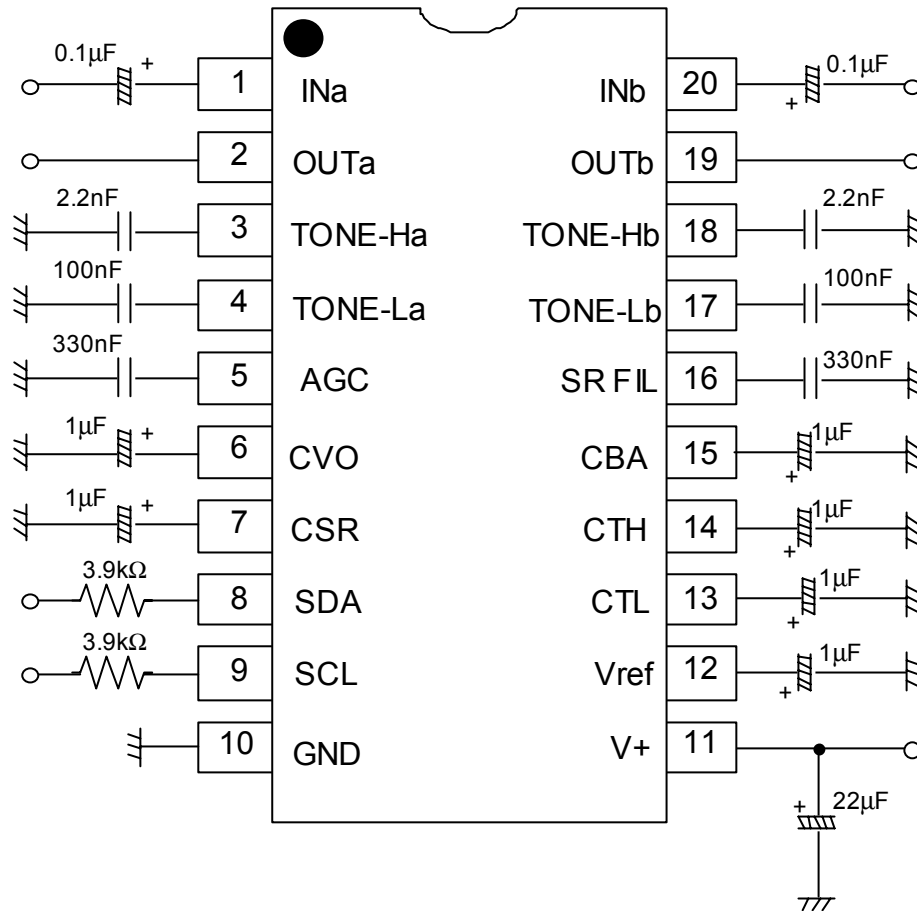 0.1µF + 1 INa INb 20 + 0.1µF
2 OUTa OUTb 19
2.2nF 3 TONE-Ha TONE-Hb 18 2.2nF
100nF 4 TONE-La TONE-Lb 17 100nF
330nF 5 AGC SR FIL 16 330nF
1µF + 6 CVO CBA 15 + 1µF
1µF + 7 CSR CTH 14 + 1µF
3.9kΩ 8 SDA CTL 13 + 1µF
3.9kΩ 9 SCL Vref 12 + 1µF
10 GND V+ 11
+ 22µF